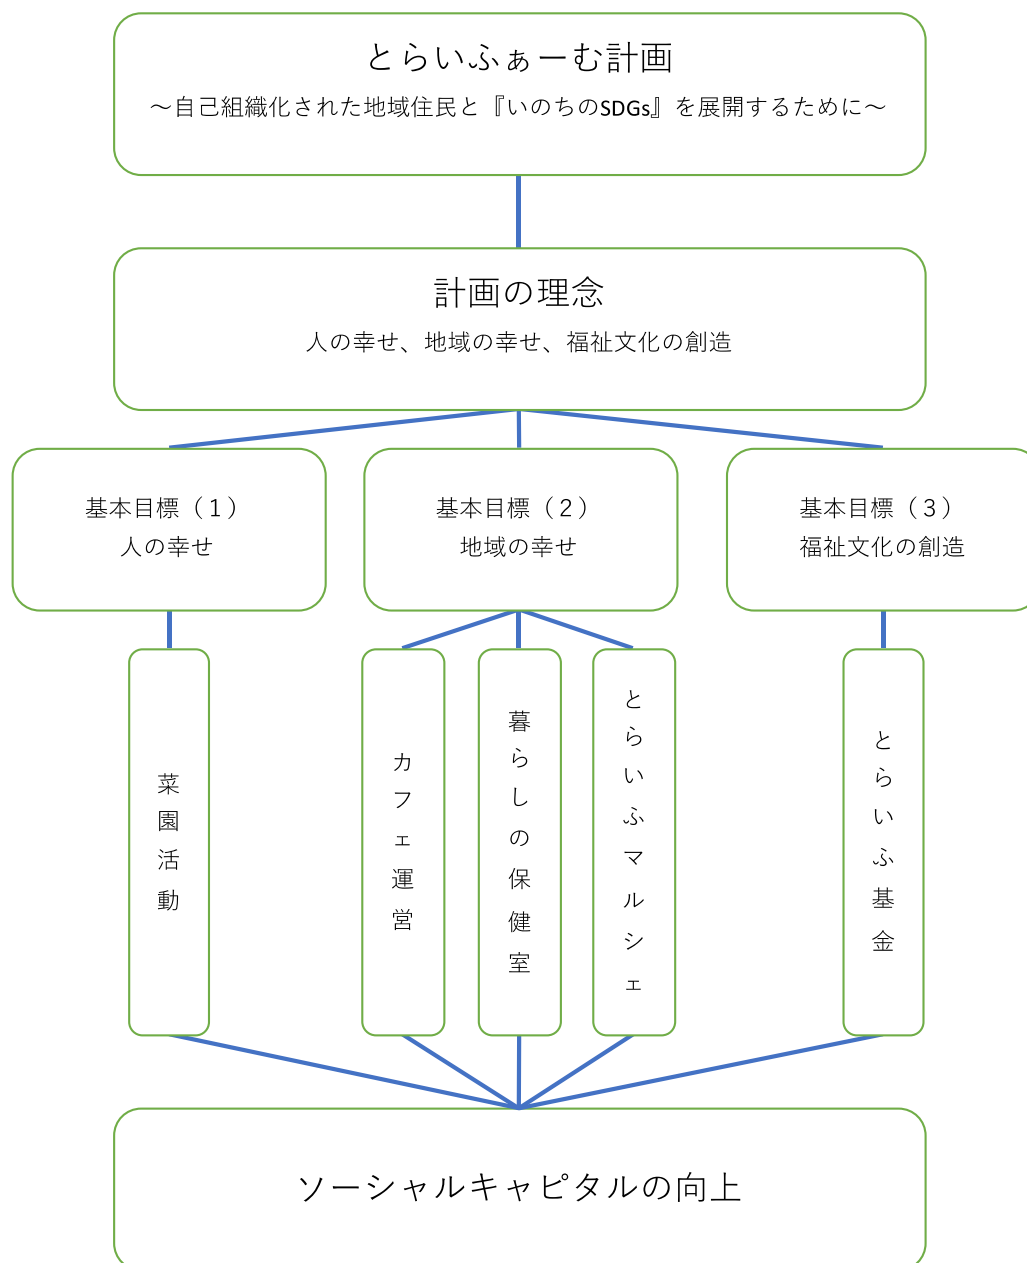 とらいふぁーむ計画
～自己組織化された地域住民と『いのちのSDGs』を展開するために～
計画の理念
人の幸せ、地域の幸せ、福祉文化の創造
基本目標（１）
人の幸せ
基本目標（２）
地域の幸せ
基本目標（３）
福祉文化の創造
菜園活動
カフェ運営
暮らしの保健室
とらいふマルシェ
とらいふ基金
ソーシャルキャピタルの向上